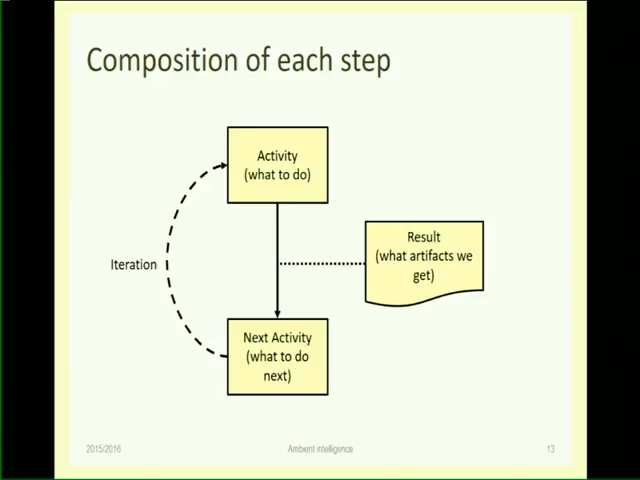 Composition of each step
Activity
(what to do)
Result
(what artifacts we
get)
Iteration
Next Activity
(what to do
next)
2015/2016
Ambient intelligence
13